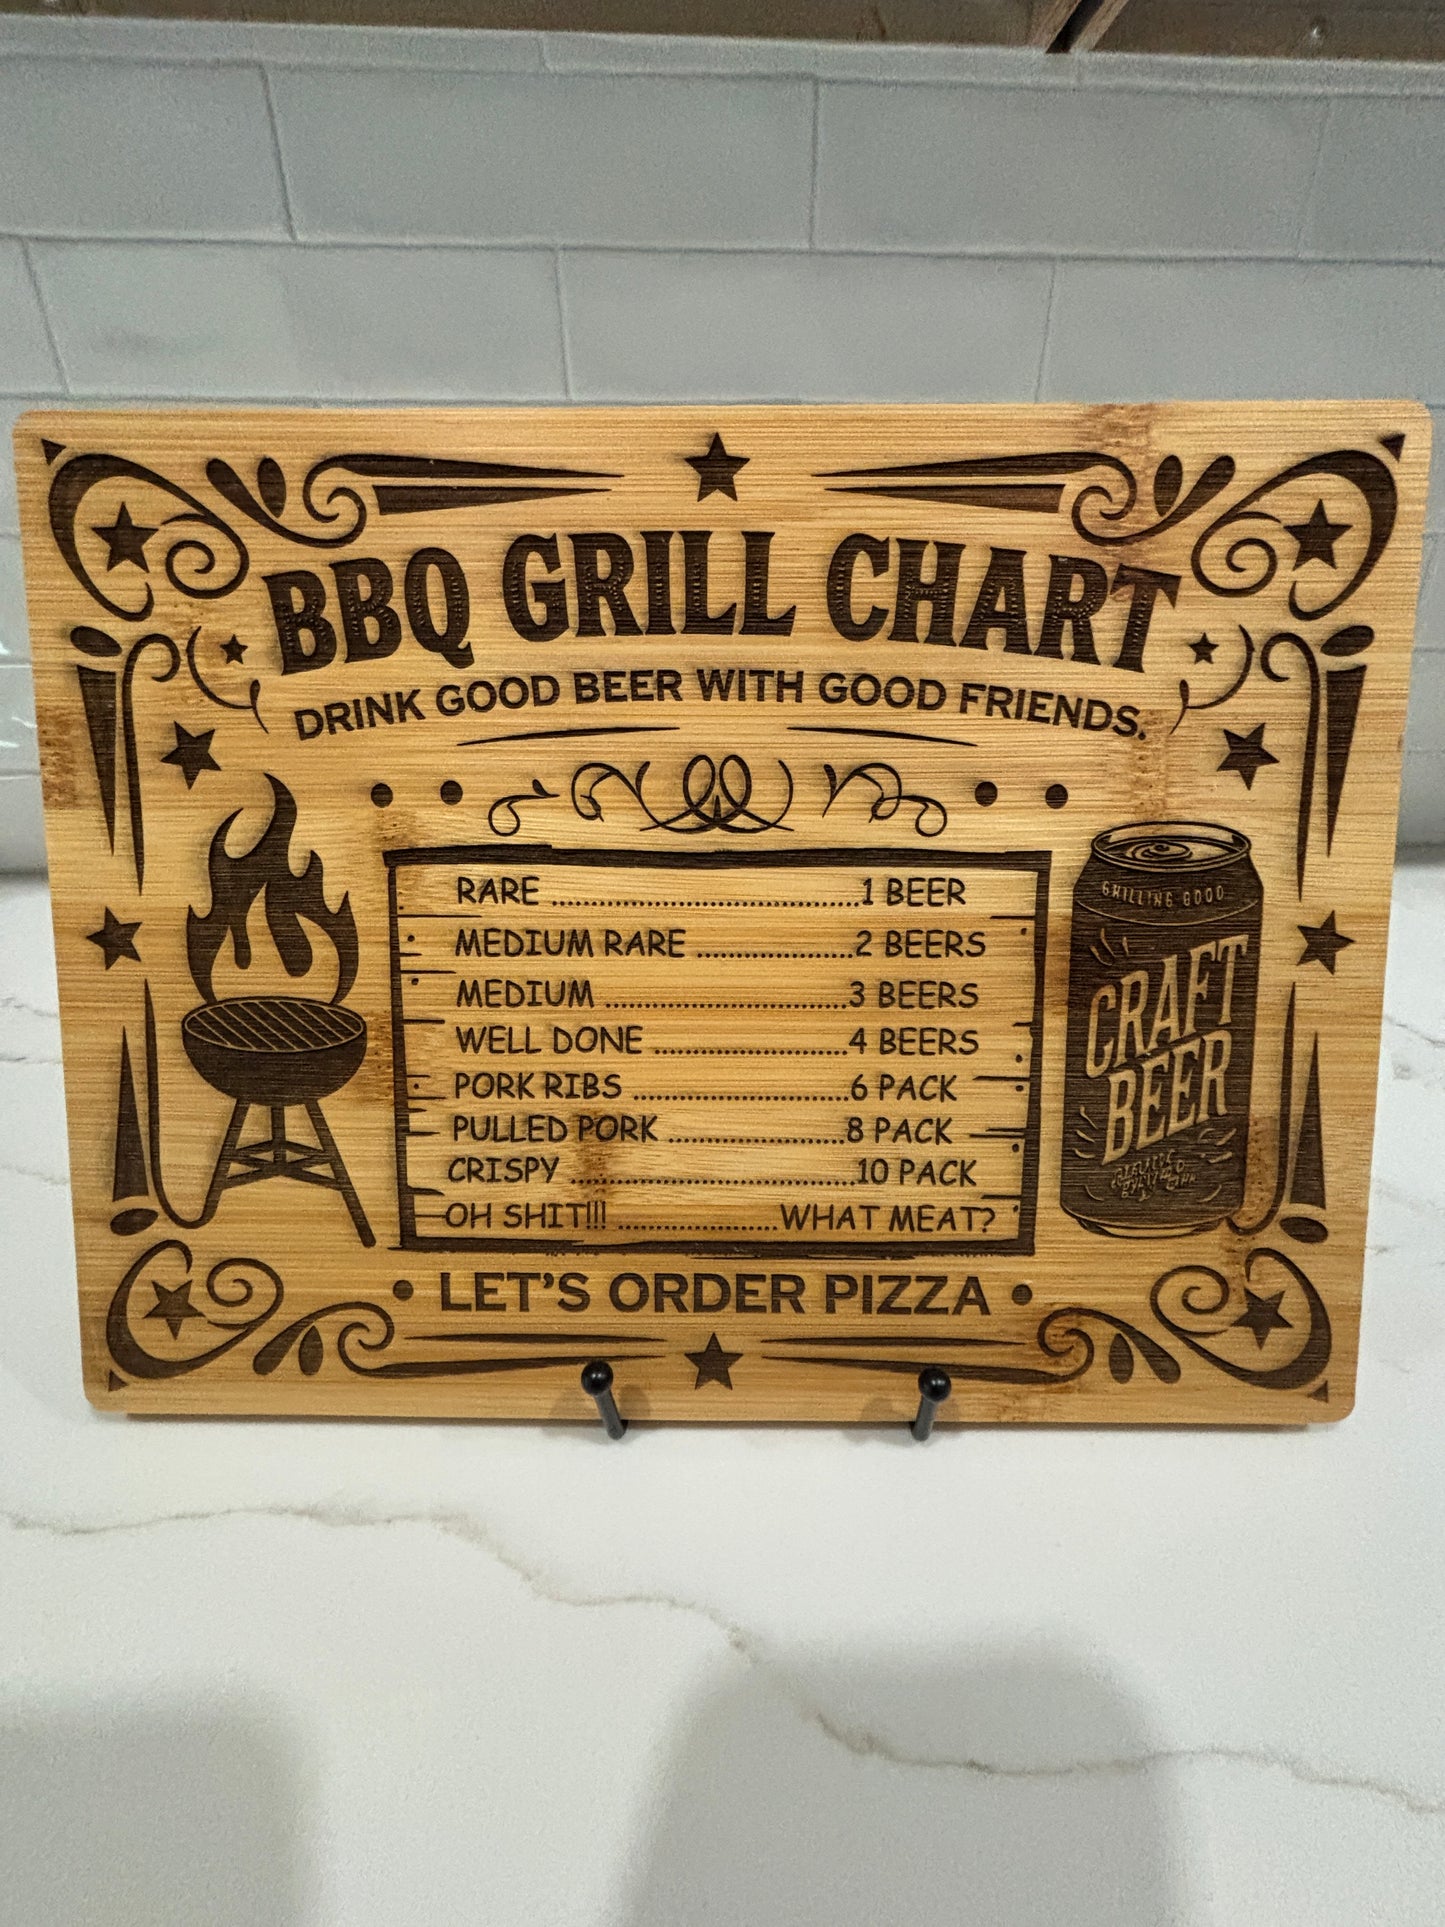 BBQ GRILL CHART
DRINK GOOD BEER WITH GOOD FRIENDS.
RARE ..................................1 BEER
MEDIUM RARE ..................2 BEERS
MEDIUM ...........................3 BEERS
WELL DONE ......................4 BEERS
PORK RIBS ........................6 PACK
PULLED PORK ....................8 PACK
CRISPY ................................10 PACK
OH SHIT!!! ..................WHAT MEAT?
• LET'S ORDER PIZZA •
CRAFT
BEER